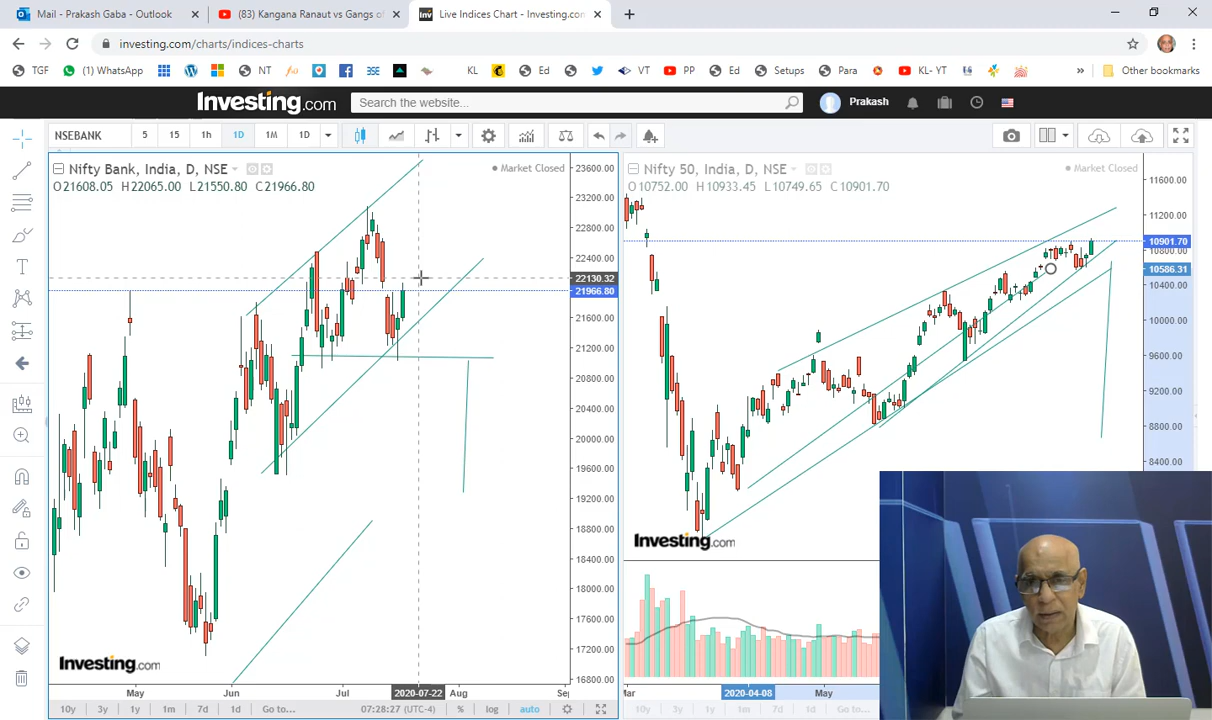 Mail - Prakash Gaba - Outlook
(83) Kangana Ranaut vs Gangs of
Live Indices Chart - Investing.com
investing.com/charts/indices-charts
TGF
(1) WhatsApp
NT
KL
Ed
VT
PP
Ed
Setups
Para
KL- YT
Other bookmarks
Investing.com
Search the website...
Prakash
NSEBANK
5
15
1h
1D
1M
1D
Nifty Bank, India, D, NSE
Market Closed
O21608.05 H22065.00 L21550.80 C21966.80
23600.00
23200.00
22800.00
22400.00
22130.32
21966.80
21600.00
21200.00
20800.00
20400.00
20000.00
19600.00
19200.00
18800.00
18400.00
18000.00
17600.00
17200.00
16800.00
Investing.com
May
Jun
Jul
2020-07-22
Aug
10y
3y
1y
1m
7d
1d
Go to...
07:28:27 (UTC-4)
%
log
auto
Nifty 50, India, D, NSE
Market Closed
O10752.00 H10933.45 L10749.65 C10901.70
11600.00
11200.00
10901.70
10586.31
10400.00
10000.00
9600.00
9200.00
8800.00
8400.00
Investing.com
2020-04-08
May
10y
3y
1y
1m
7d
1d
Go to...